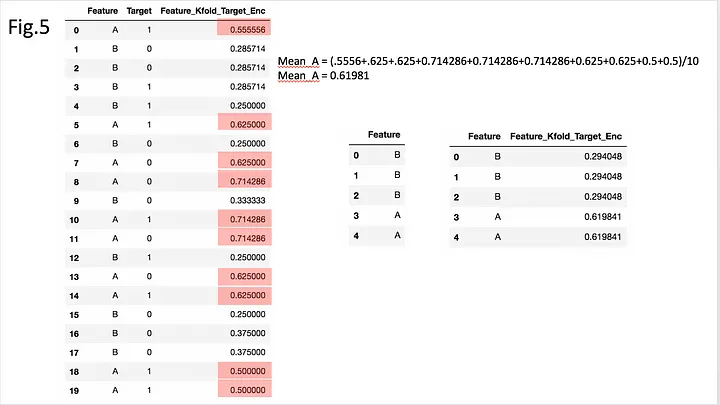 Fig.5
Feature Target Feature_Kfold_Target_Enc
0 A 1 0.555556
1 B 0 0.285714
2 B 0 0.285714
3 B 1 0.285714
4 B 1 0.250000
5 A 1 0.625000
6 B 0 0.250000
7 A 0 0.625000
8 A 0 0.714286
9 B 0 0.333333
10 A 1 0.714286
11 A 0 0.714286
12 B 1 0.250000
13 A 0 0.625000
14 A 1 0.625000
15 B 0 0.250000
16 B 0 0.375000
17 B 0 0.375000
18 A 1 0.500000
19 A 1 0.500000
Mean_A = (.5556+.625+.625+0.714286+0.714286+0.714286+0.625+0.625+0.5+0.5)/10
Mean_A = 0.61981
Feature
0 B
1 B
2 B
3 A
4 A
Feature Feature_Kfold_Target_Enc
0 B 0.294048
1 B 0.294048
2 B 0.294048
3 A 0.619841
4 A 0.619841